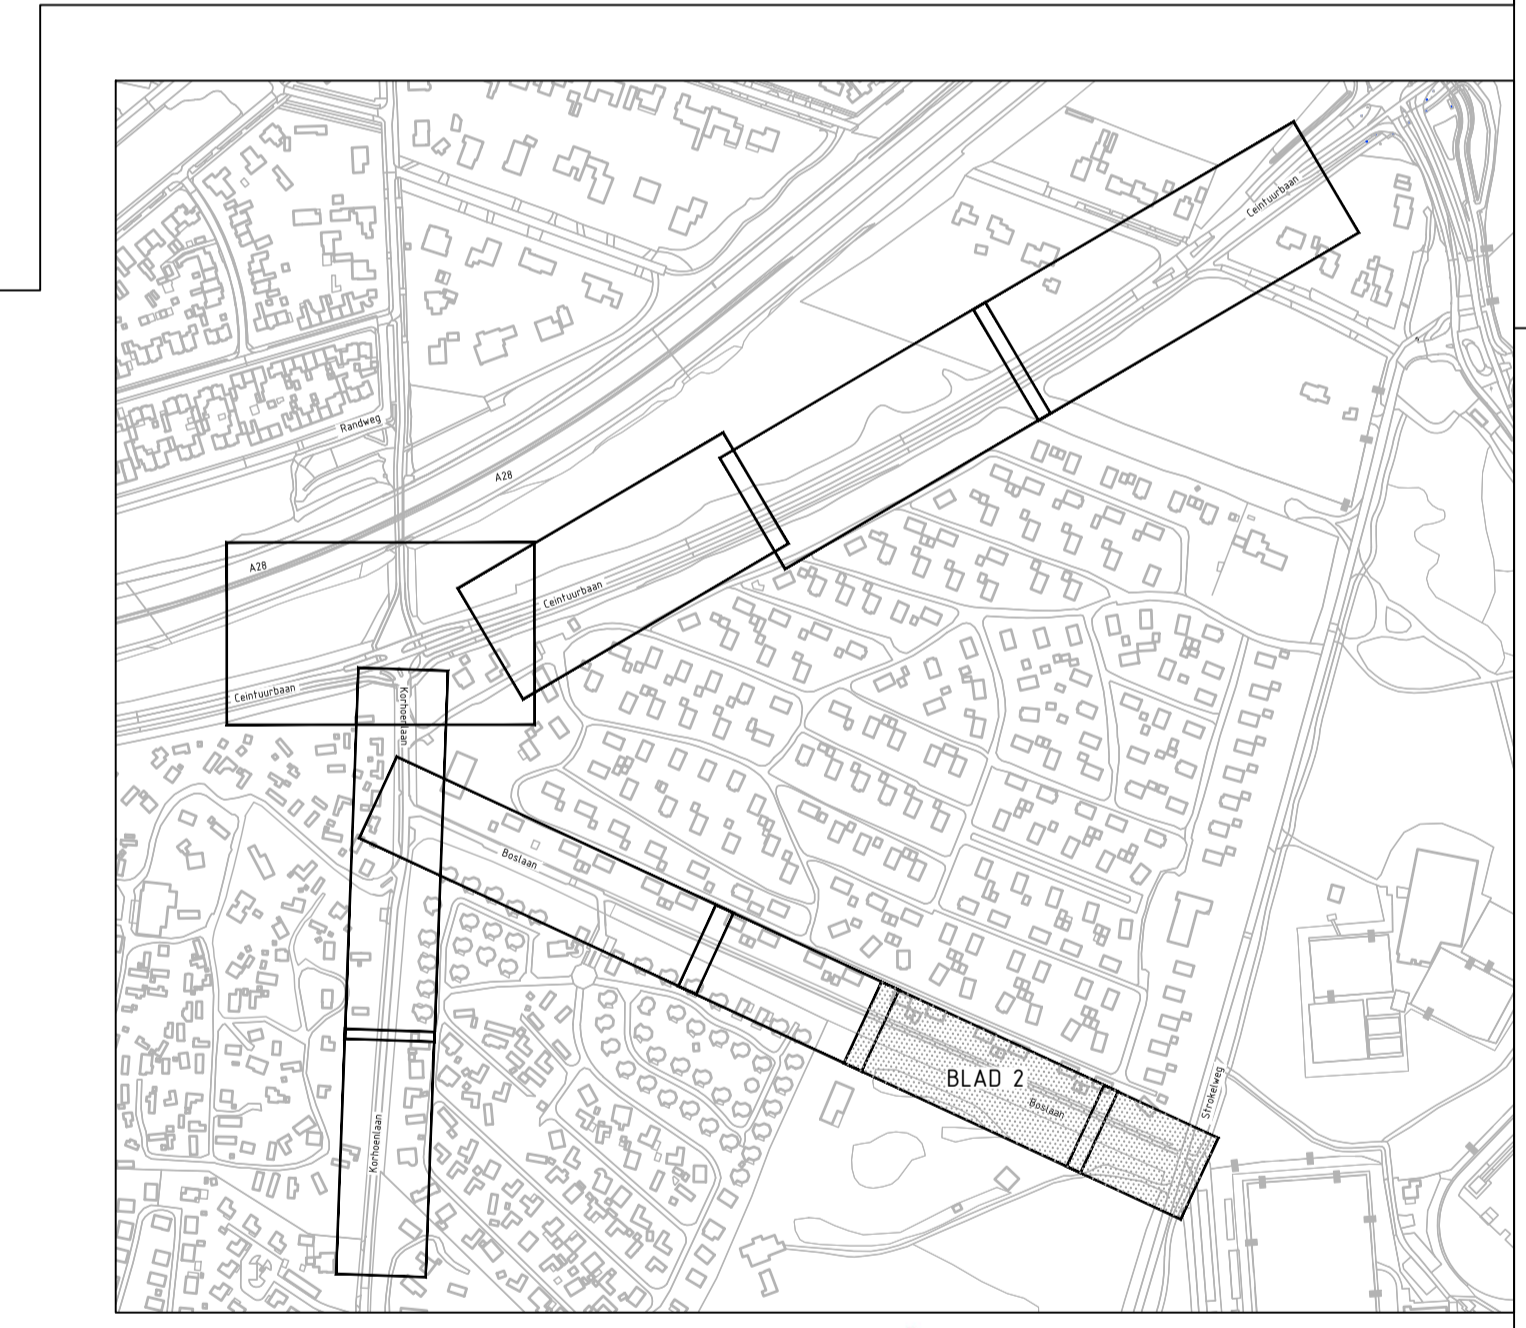 Ceintuurbaan
Randweg
A28
A28
Ceintuurbaan
Ceintuurbaan
Korhoenlaan
Boslaan
BLAD 2
Boslaan
Strokelweg
Korhoenlaan